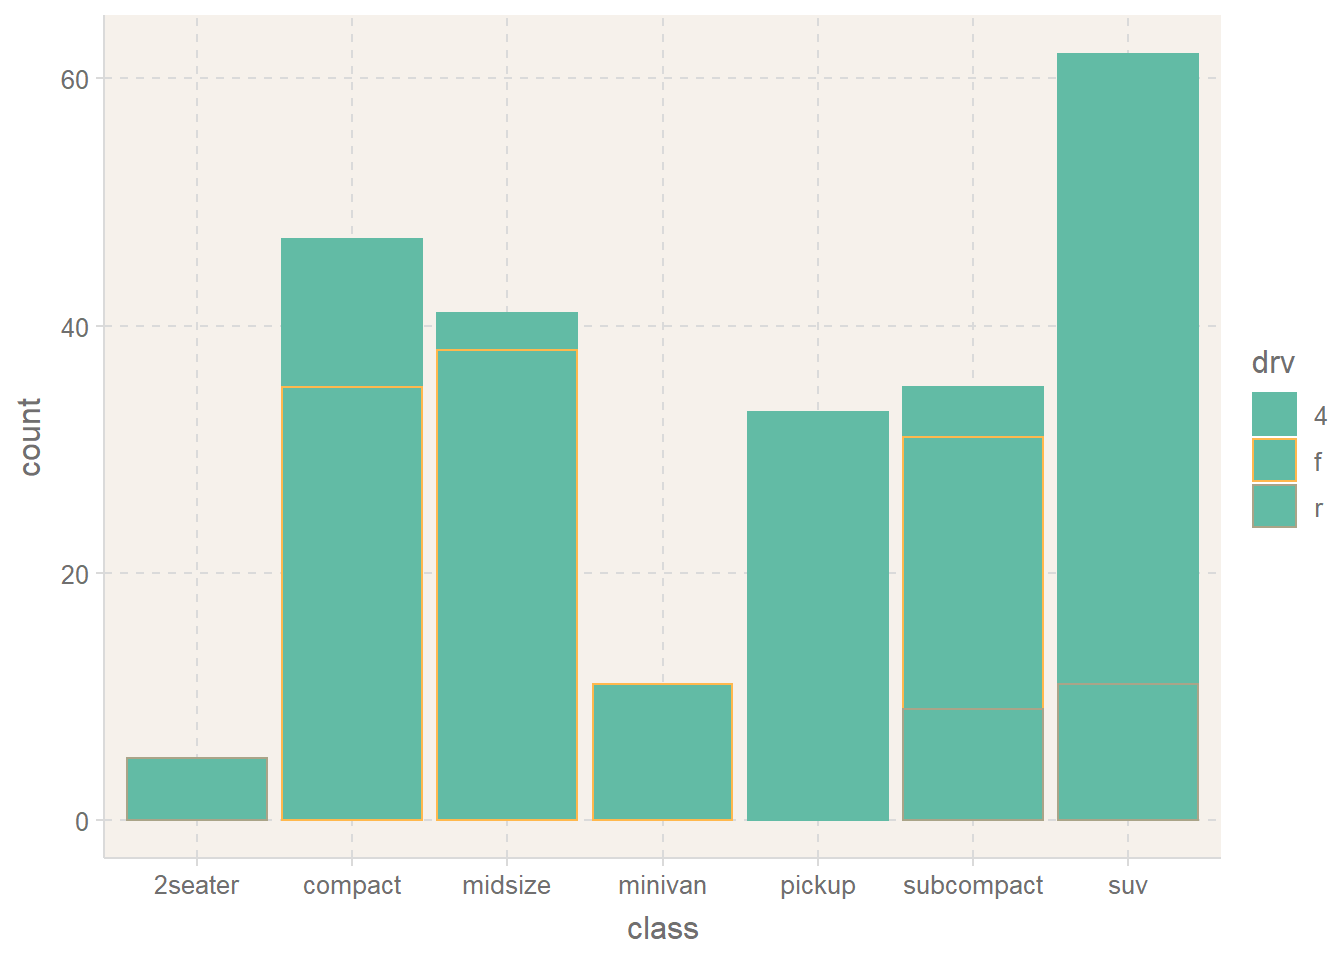 60
40
20
0
count
2seater compact midsize minivan pickup subcompact suv
class
drv
4
f
r